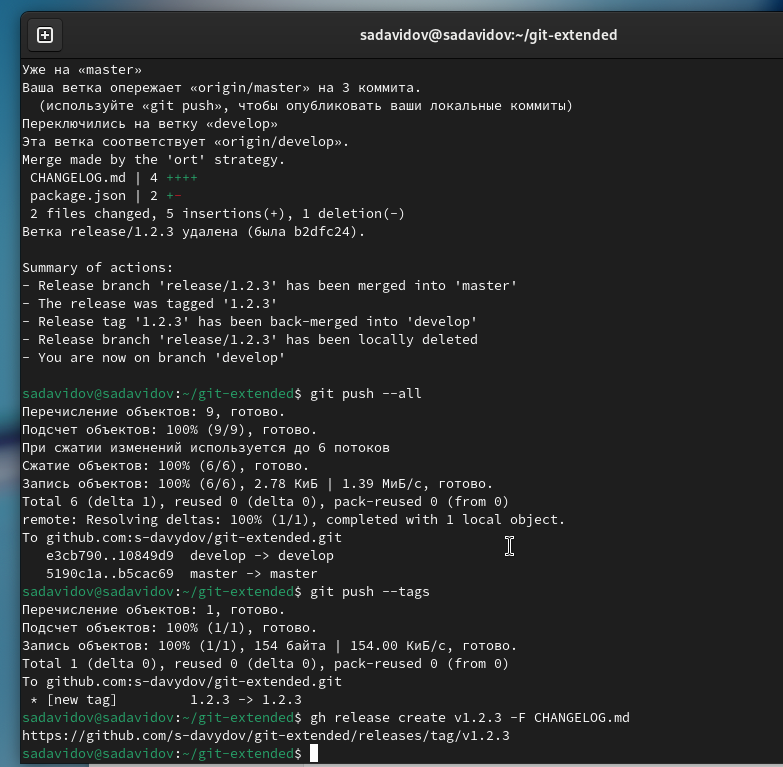 sadavidov@sadavidov:~/git-extended
Уже на «master»
Ваша ветка опережает «origin/master» на 3 коммита.
  (используйте «git push», чтобы опубликовать ваши локальные коммиты)
Переключились на ветку «develop»
Эта ветка соответствует «origin/develop».
Merge made by the 'ort' strategy.
 CHANGELOG.md | 4 ++++
 package.json | 2 +-
 2 files changed, 5 insertions(+), 1 deletion(-)
Ветка release/1.2.3 удалена (была b2dfc24).
Summary of actions:
- Release branch 'release/1.2.3' has been merged into 'master'
- The release was tagged '1.2.3'
- Release tag '1.2.3' has been back-merged into 'develop'
- Release branch 'release/1.2.3' has been locally deleted
- You are now on branch 'develop'
sadavidov@sadavidov:~/git-extended$ git push --all
Перечисление объектов: 9, готово.
Подсчет объектов: 100% (9/9), готово.
При сжатии изменений используется до 6 потоков
Сжатие объектов: 100% (6/6), готово.
Запись объектов: 100% (6/6), 2.78 КиБ | 1.39 МиБ/с, готово.
Total 6 (delta 1), reused 0 (delta 0), pack-reused 0 (from 0)
remote: Resolving deltas: 100% (1/1), completed with 1 local object.
To github.com:s-davydov/git-extended.git
   e3cb790..10849d9  develop -> develop
   5190c1a..b5cac69  master -> master
sadavidov@sadavidov:~/git-extended$ git push --tags
Перечисление объектов: 1, готово.
Подсчет объектов: 100% (1/1), готово.
Запись объектов: 100% (1/1), 154 байта | 154.00 КиБ/с, готово.
Total 1 (delta 0), reused 0 (delta 0), pack-reused 0 (from 0)
To github.com:s-davydov/git-extended.git
 * [new tag]         1.2.3 -> 1.2.3
sadavidov@sadavidov:~/git-extended$ gh release create v1.2.3 -F CHANGELOG.md
https://github.com/s-davydov/git-extended/releases/tag/v1.2.3
sadavidov@sadavidov:~/git-extended$